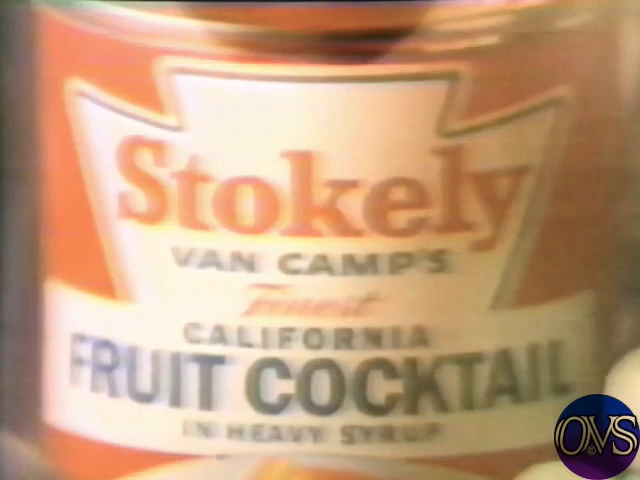 Stokely
VAN CAMP'S
Finest
CALIFORNIA
FRUIT COCKTAIL
IN HEAVY SYRUP
OVS
©